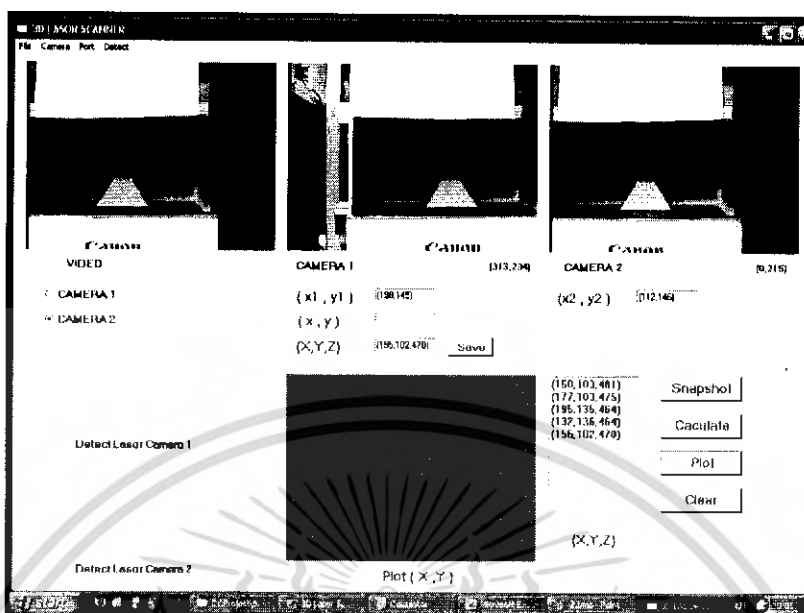 3D LASOR SCANNER
File Camera Port Detect
Canon
Canon
Canon
VIDEO
CAMERA 1 (313,234)
CAMERA 2 (0,216)
CAMERA 1
CAMERA 2
(x1 , y1) (198,145)
(x , y)
(X,Y,Z) (156,102,470) Save
(x2 , y2) (112,146)
Detect Lasor Camera 1
Detect Lasor Camera 2
Plot ( X , Y )
(150,103,481)
(177,103,475)
(195,135,464)
(132,136,464)
(156,102,470)
(X,Y,Z)
Snapshot
Caculate
Plot
Clear